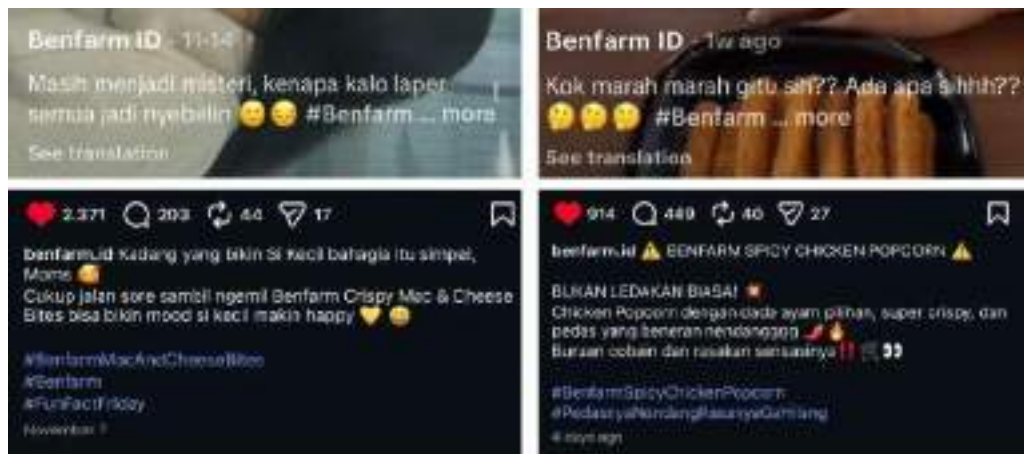 Benfarm ID · 11-14
Masih menjadi misteri, kenapa kalo laper
semua jadi nyebelin 🙂😔 #Benfarm ... more
See translation
Benfarm ID · 1w ago
Kok marah marah gitu sih?? Ada apa sihhh??
🤔🤔🤔 #Benfarm ... more
See translation
2.371 203 44 17
benfarm.id Kadang yang bikin Si Kecil bahagia itu simpel,
Moms 🥰
Cukup jalan sore sambil ngemil Benfarm Crispy Mac & Cheese
Bites bisa bikin mood si kecil makin happy 💛😄
#BenfarmMacAndCheeseBites
#Benfarm
#FunFactFriday
November 7
914 449 40 27
benfarm.id ⚠️ BENFARM SPICY CHICKEN POPCORN ⚠️
BUKAN LEDAKAN BIASA! 💥
Chicken Popcorn dengan dada ayam pilihan, super crispy, dan
pedas yang beneran nendangggg 🌶️🔥
Buruan cobain dan rasakan sensasinya‼️🛒👀
#BenfarmSpicyChickenPopcorn
#PedasnyaNendangRasanyaGemilang
4 days ago